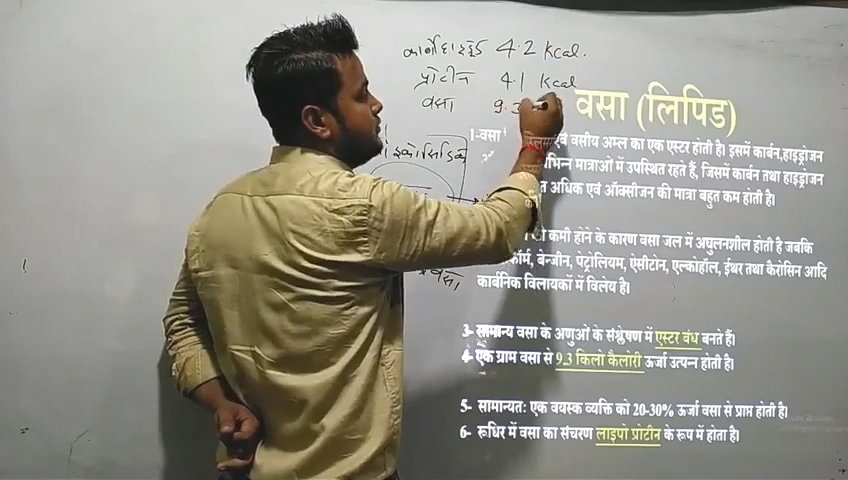 कार्बोहाइड्रेट 4.2 Kcal.
प्रोटीन 4.1 Kcal
वसा 9.3
वसा (लिपिड)
1-वसा एवं वसीय अम्ल का एक एस्टर होती है। इसमें कार्बन,हाइड्रोजन
मात्राओं में उपस्थित रहते हैं, जिसमें कार्बन तथा हाइड्रोजन
अधिक एवं ऑक्सीजन की मात्रा बहुत कम होती है।
कमी होने के कारण वसा जल में अघुलनशील होती है जबकि
बेन्जीन, पेट्रोलियम, ऐसीटोन, एल्कोहॉल, ईथर तथा कैरोसिन आदि
कार्बनिक विलायकों में विलेय है।
3- सामान्य वसा के अणुओं के संश्लेषण में एस्टर बंध बनते हैं।
4- एक ग्राम वसा से 9.3 किलो कैलोरी ऊर्जा उत्पन्न होती है।
5- सामान्यतः एक वयस्क व्यक्ति को 20-30% ऊर्जा वसा से प्राप्त होती है।
6- रूधिर में वसा का संचरण लाइपो प्रोटीन के रूप में होता है।